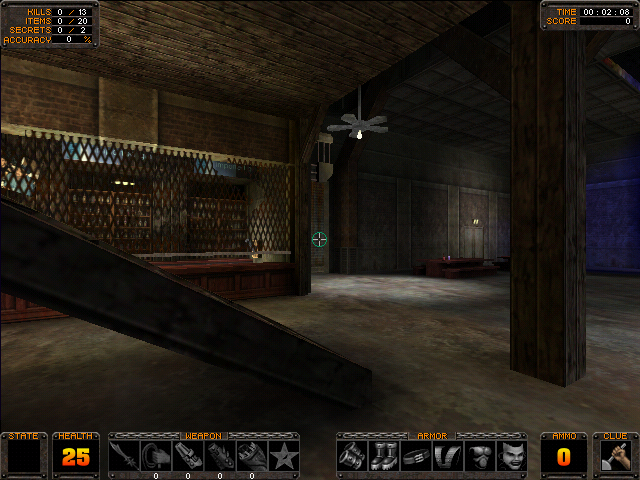 KILLS 0 / 13
ITEMS 0 / 20
SECRETS 0 / 2
ACCURACY 0 %
TIME 00:02:08
SCORE 0
STATE
HEALTH
25
WEAPON
0 0 0 0
ARMOR
AMMO
0
CLUE